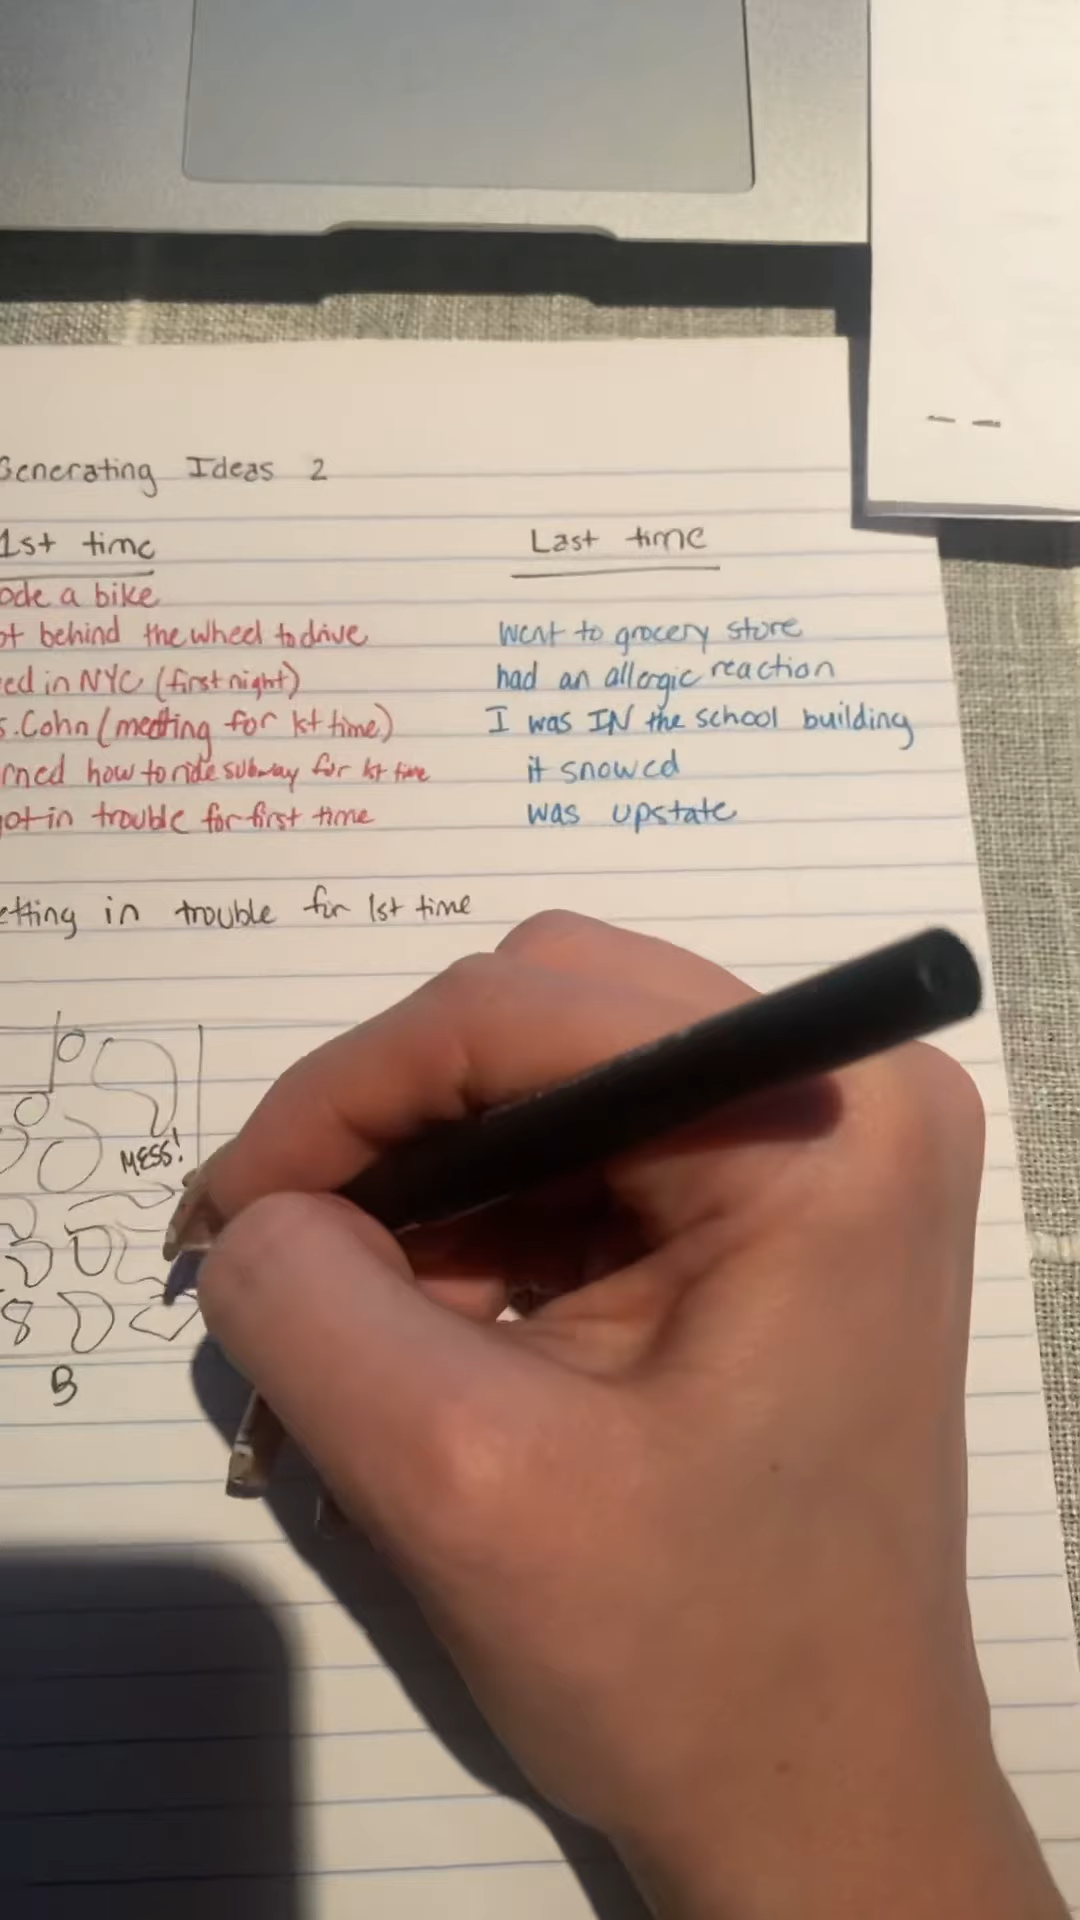 Generating Ideas 2
1st time
Last time
ode a bike
ot behind the wheel to drive
went to grocery store
ed in NYC (first night)
had an allergic reaction
s. Cohn (meeting for 1st time)
I was IN the school building
rned how to ride subway for 1st time
it snowed
got in trouble for first time
was upstate
etting in trouble for 1st time
MESS!
8
B